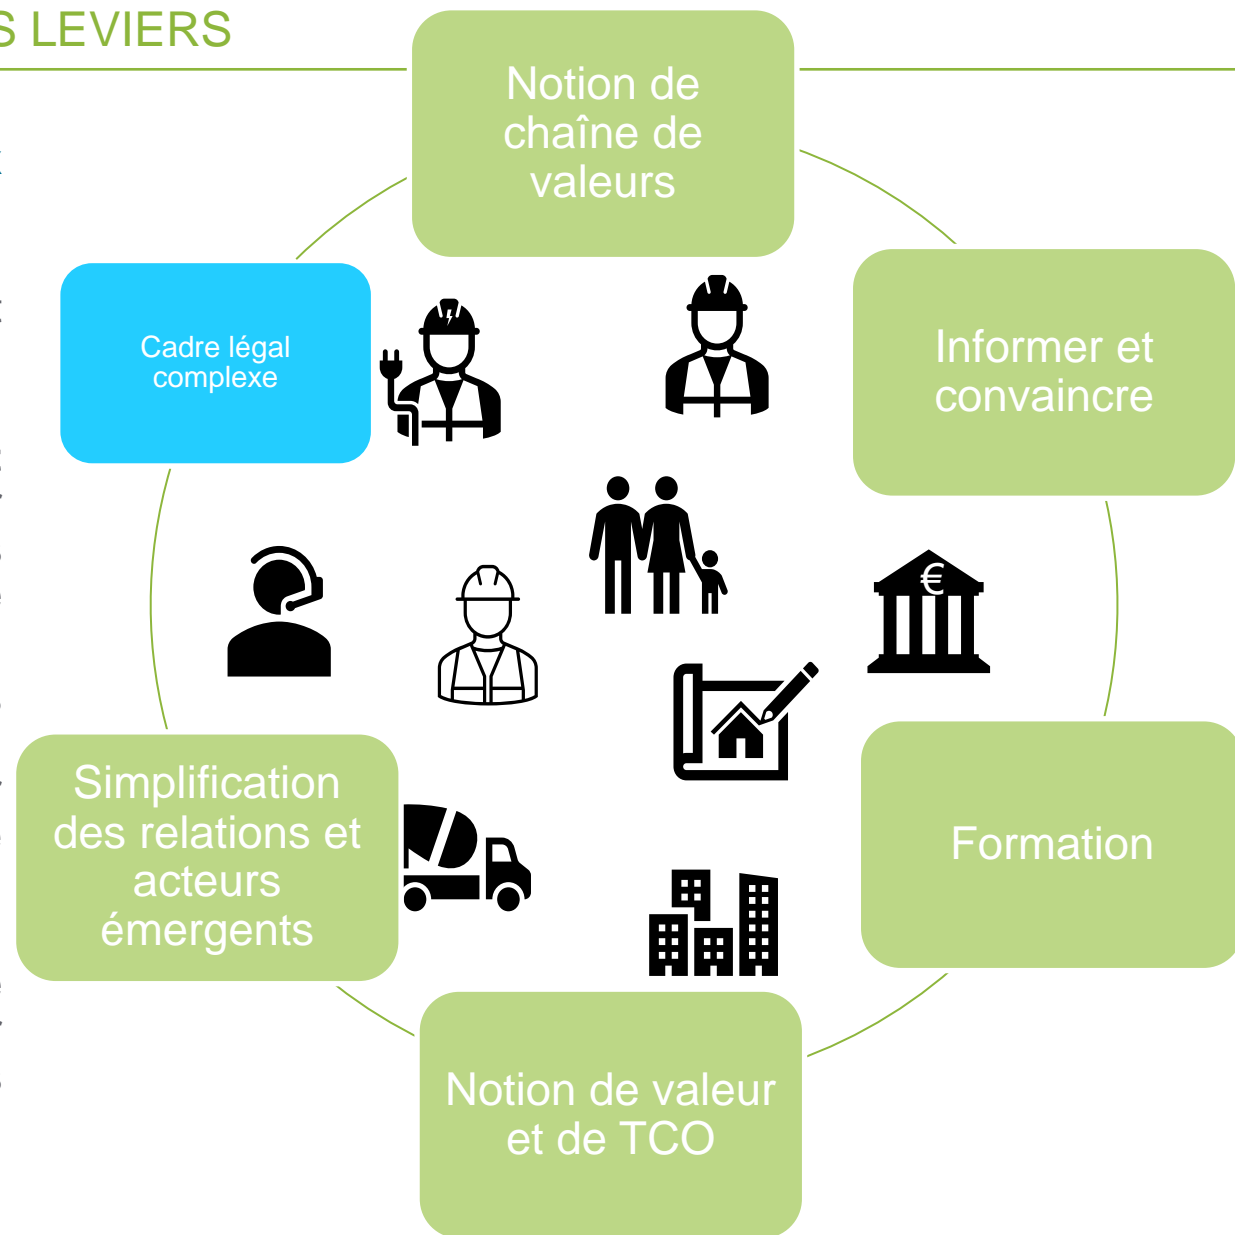 S LEVIERS
Notion de
chaîne de
valeurs
Cadre légal
complexe
Informer et
convaincre
€
Simplification
des relations et
acteurs
émergents
Formation
Notion de valeur
et de TCO